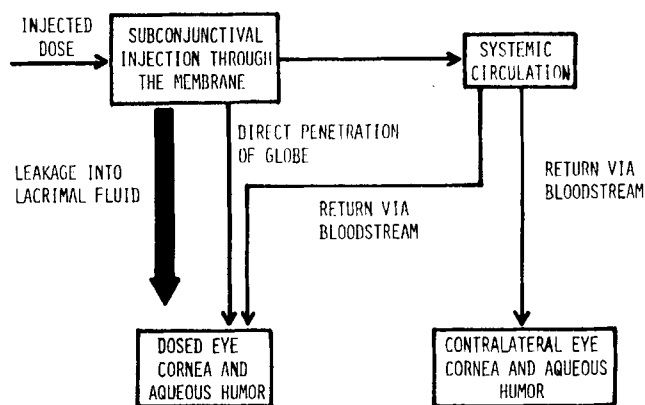 INJECTED
DOSE
SUBCONJUNCTIVAL
INJECTION THROUGH
THE MEMBRANE
SYSTEMIC
CIRCULATION
DIRECT PENETRATION
OF GLOBE
LEAKAGE INTO
LACRIMAL FLUID
RETURN VIA
BLOODSTREAM
RETURN VIA
BLOODSTREAM
DOSED EYE
CORNEA AND
AQUEOUS HUMOR
CONTRALATERAL EYE
CORNEA AND AQUEOUS
HUMOR